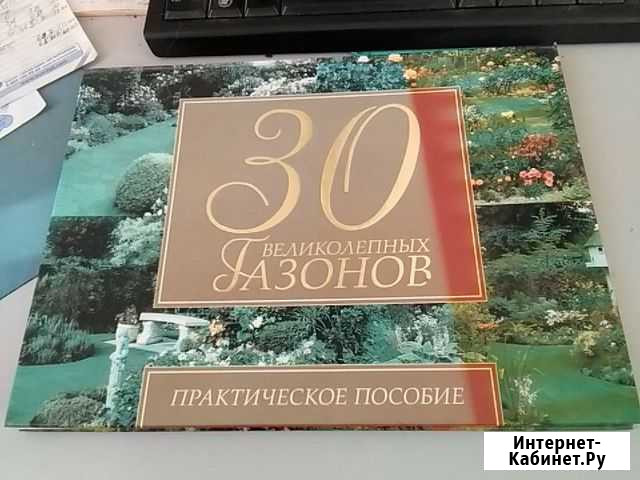 30
ВЕЛИКОЛЕПНЫХ
ГАЗОНОВ
ПРАКТИЧЕСКОЕ ПОСОБИЕ
Интернет-
Кабинет.Ру